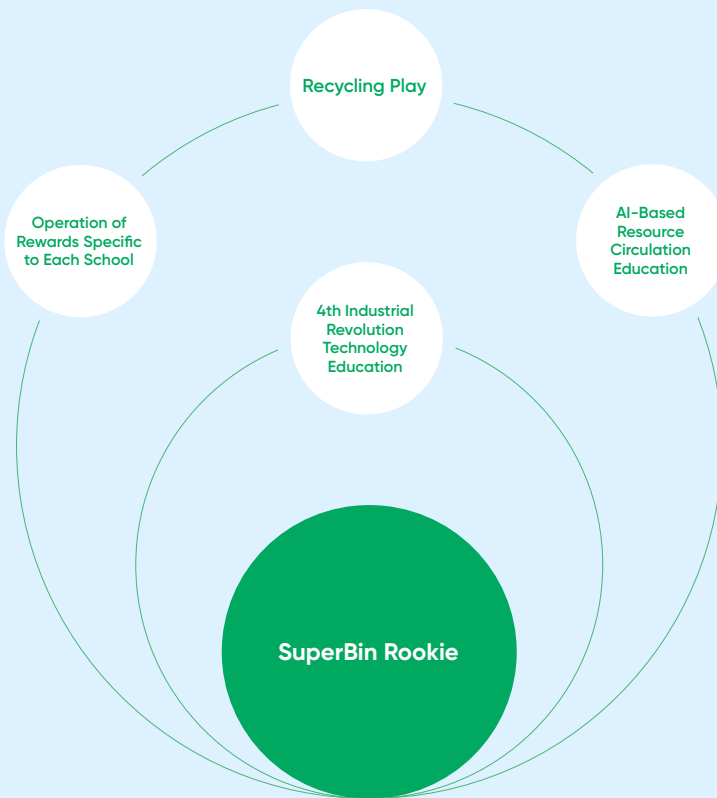 Recycling Play
Operation of
Rewards Specific
to Each School
AI-Based
Resource
Circulation
Education
4th Industrial
Revolution
Technology
Education
SuperBin Rookie